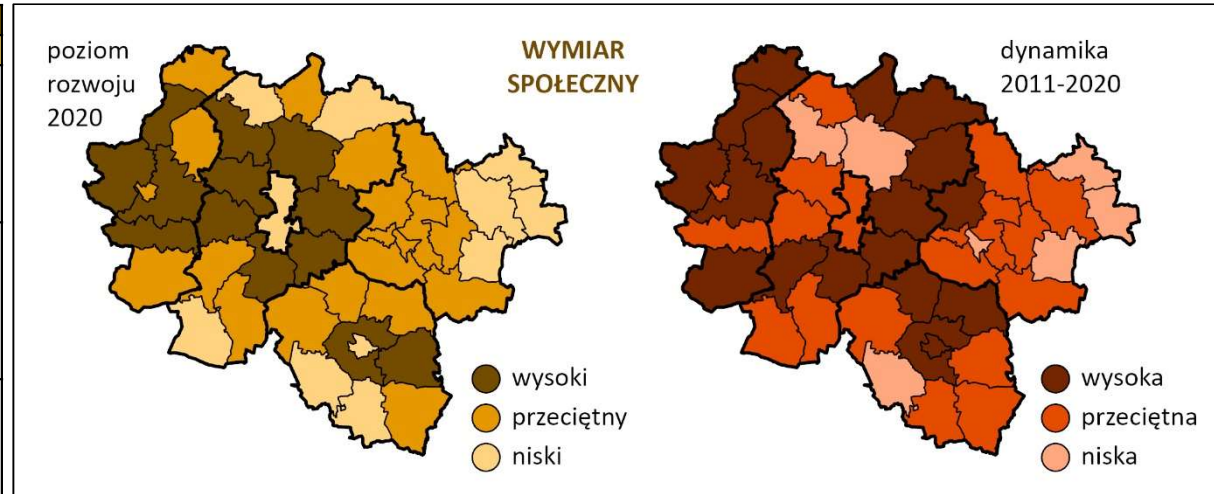 poziom
rozwoju
2020
WYMIAR
SPOŁECZNY
dynamika
2011-2020
wysoki
przeciętny
niski
wysoka
przeciętna
niska